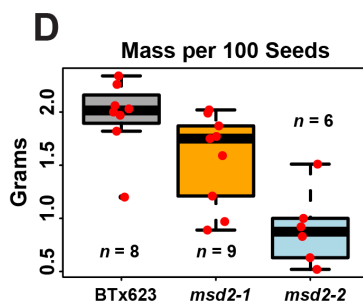 D
Mass per 100 Seeds
Grams
2.0
1.5
1.0
0.5
n = 6
n = 8
n = 9
BTx623
msd2-1
msd2-2